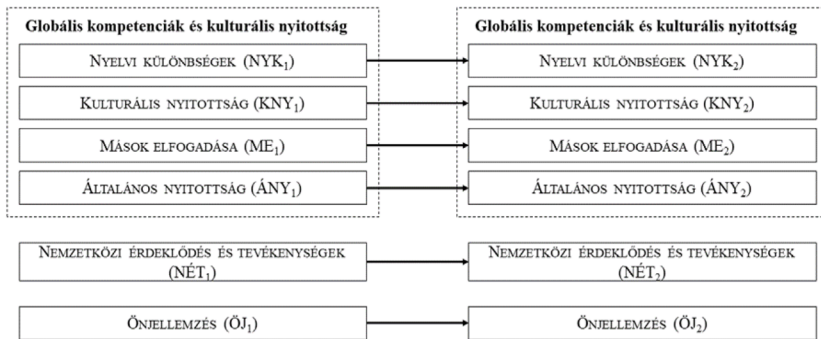 Globális kompetenciák és kulturális nyitottság
NYELVI KÜLÖNBSÉGEK (NYK₁)
KULTURÁLIS NYITOTTSÁG (KNY₁)
MÁSOK ELFOGADÁSA (ME₁)
ÁLTALÁNOS NYITOTTSÁG (ÁNY₁)
NEMZETKÖZI ÉRDEKLŐDÉS ÉS TEVÉKENYSÉGEK
(NÉT₁)
ÖNJELLEMZÉS (ÖJ₁)
Globális kompetenciák és kulturális nyitottság
NYELVI KÜLÖNBSÉGEK (NYK₂)
KULTURÁLIS NYITOTTSÁG (KNY₂)
MÁSOK ELFOGADÁSA (ME₂)
ÁLTALÁNOS NYITOTTSÁG (ÁNY₂)
NEMZETKÖZI ÉRDEKLŐDÉS ÉS TEVÉKENYSÉGEK
(NÉT₂)
ÖNJELLEMZÉS (ÖJ₂)